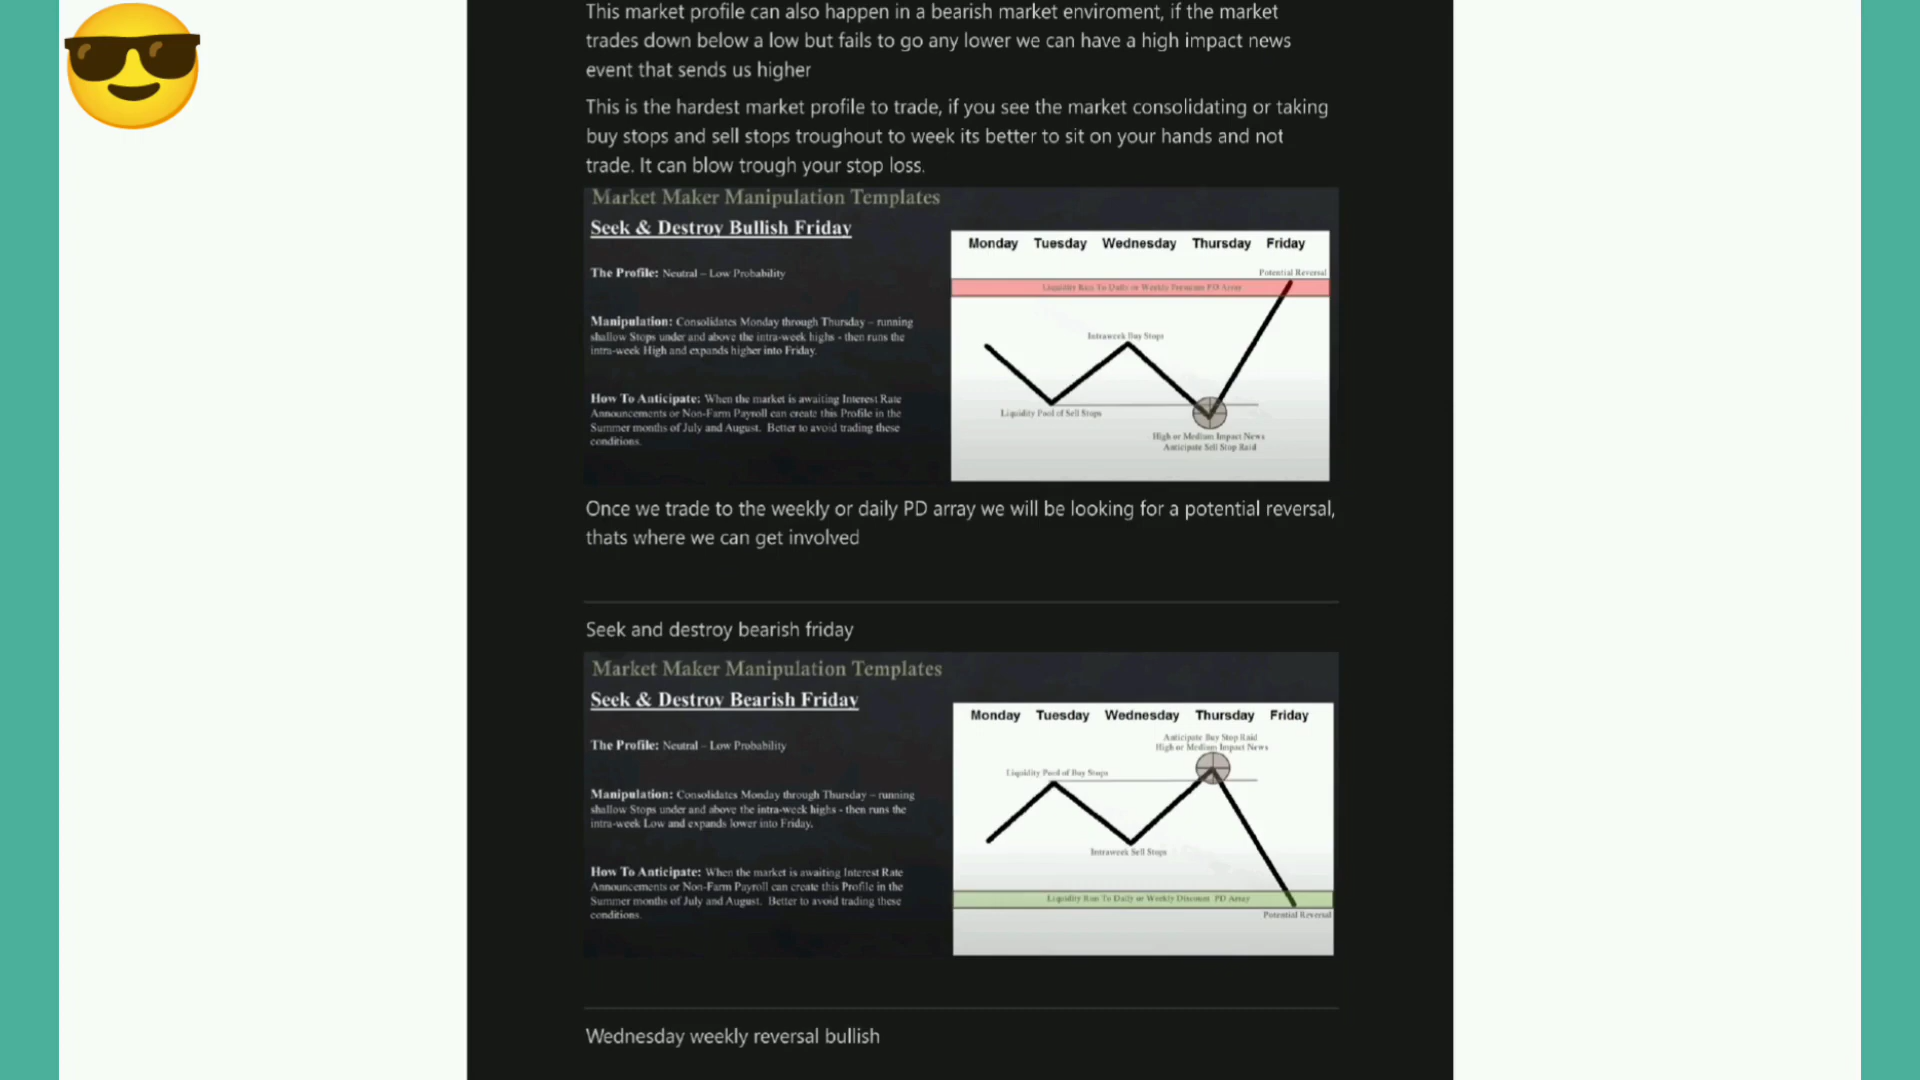 This market profile can also happen in a bearish market enviroment, if the market
trades down below a low but fails to go any lower we can have a high impact news
event that sends us higher
This is the hardest market profile to trade, if you see the market consolidating or taking
buy stops and sell stops troughout to week its better to sit on your hands and not
trade. It can blow trough your stop loss.
Market Maker Manipulation Templates
Seek & Destroy Bullish Friday
The Profile: Neutral – Low Probability
Manipulation: Consolidates Monday through Thursday – running
shallow Stops under and above the intra-week highs - then runs the
intra-week High and expands higher into Friday.
How To Anticipate: When the market is awaiting Interest Rate
Announcements or Non-Farm Payroll can create this Profile in the
Summer months of July and August. Better to avoid trading these
conditions.
Monday Tuesday Wednesday Thursday Friday
Potential Reversal
Liquidity Run To Daily or Weekly Premium PD Array
Intraweek Buy Stops
Liquidity Pool of Sell Stops
High or Medium Impact News
Anticipate Sell Stop Raid
Once we trade to the weekly or daily PD array we will be looking for a potential reversal,
thats where we can get involved
Seek and destroy bearish friday
Market Maker Manipulation Templates
Seek & Destroy Bearish Friday
The Profile: Neutral – Low Probability
Manipulation: Consolidates Monday through Thursday – running
shallow Stops under and above the intra-week highs - then runs the
intra-week Low and expands lower into Friday.
How To Anticipate: When the market is awaiting Interest Rate
Announcements or Non-Farm Payroll can create this Profile in the
Summer months of July and August. Better to avoid trading these
conditions.
Monday Tuesday Wednesday Thursday Friday
Anticipate Buy Stop Raid
High or Medium Impact News
Liquidity Pool of Buy Stops
Intraweek Sell Stops
Liquidity Run To Daily or Weekly Discount PD Array
Potential Reversal
Wednesday weekly reversal bullish